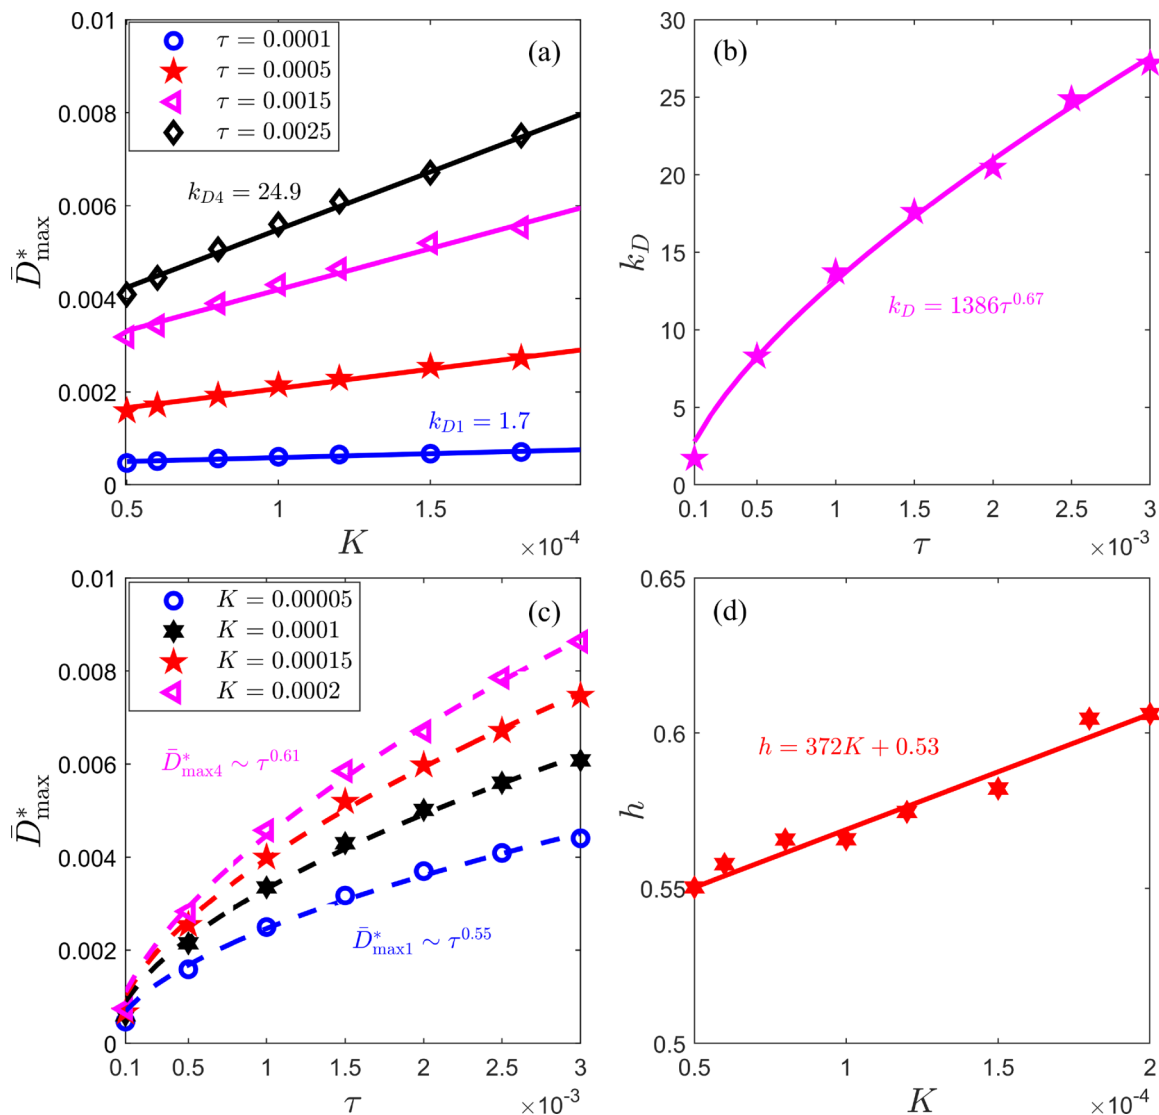 (a)
τ = 0.0001
τ = 0.0005
τ = 0.0015
τ = 0.0025
k_{D4} = 24.9
k_{D1} = 1.7
0.01
0.008
0.006
0.004
0.002
0
D̄*_{max}
0.5
1
1.5
×10^{-4}
K
(b)
30
25
20
15
10
5
0
k_D
k_D = 1386τ^{0.67}
0.1
0.5
1
1.5
2
2.5
3
×10^{-3}
τ
(c)
K = 0.00005
K = 0.0001
K = 0.00015
K = 0.0002
D̄*_{max4} ∼ τ^{0.61}
D̄*_{max1} ∼ τ^{0.55}
0.01
0.008
0.006
0.004
0.002
0
D̄*_{max}
0.1
0.5
1
1.5
2
2.5
3
×10^{-3}
τ
(d)
0.65
0.6
0.55
0.5
h
h = 372K + 0.53
0.5
1
1.5
2
×10^{-4}
K